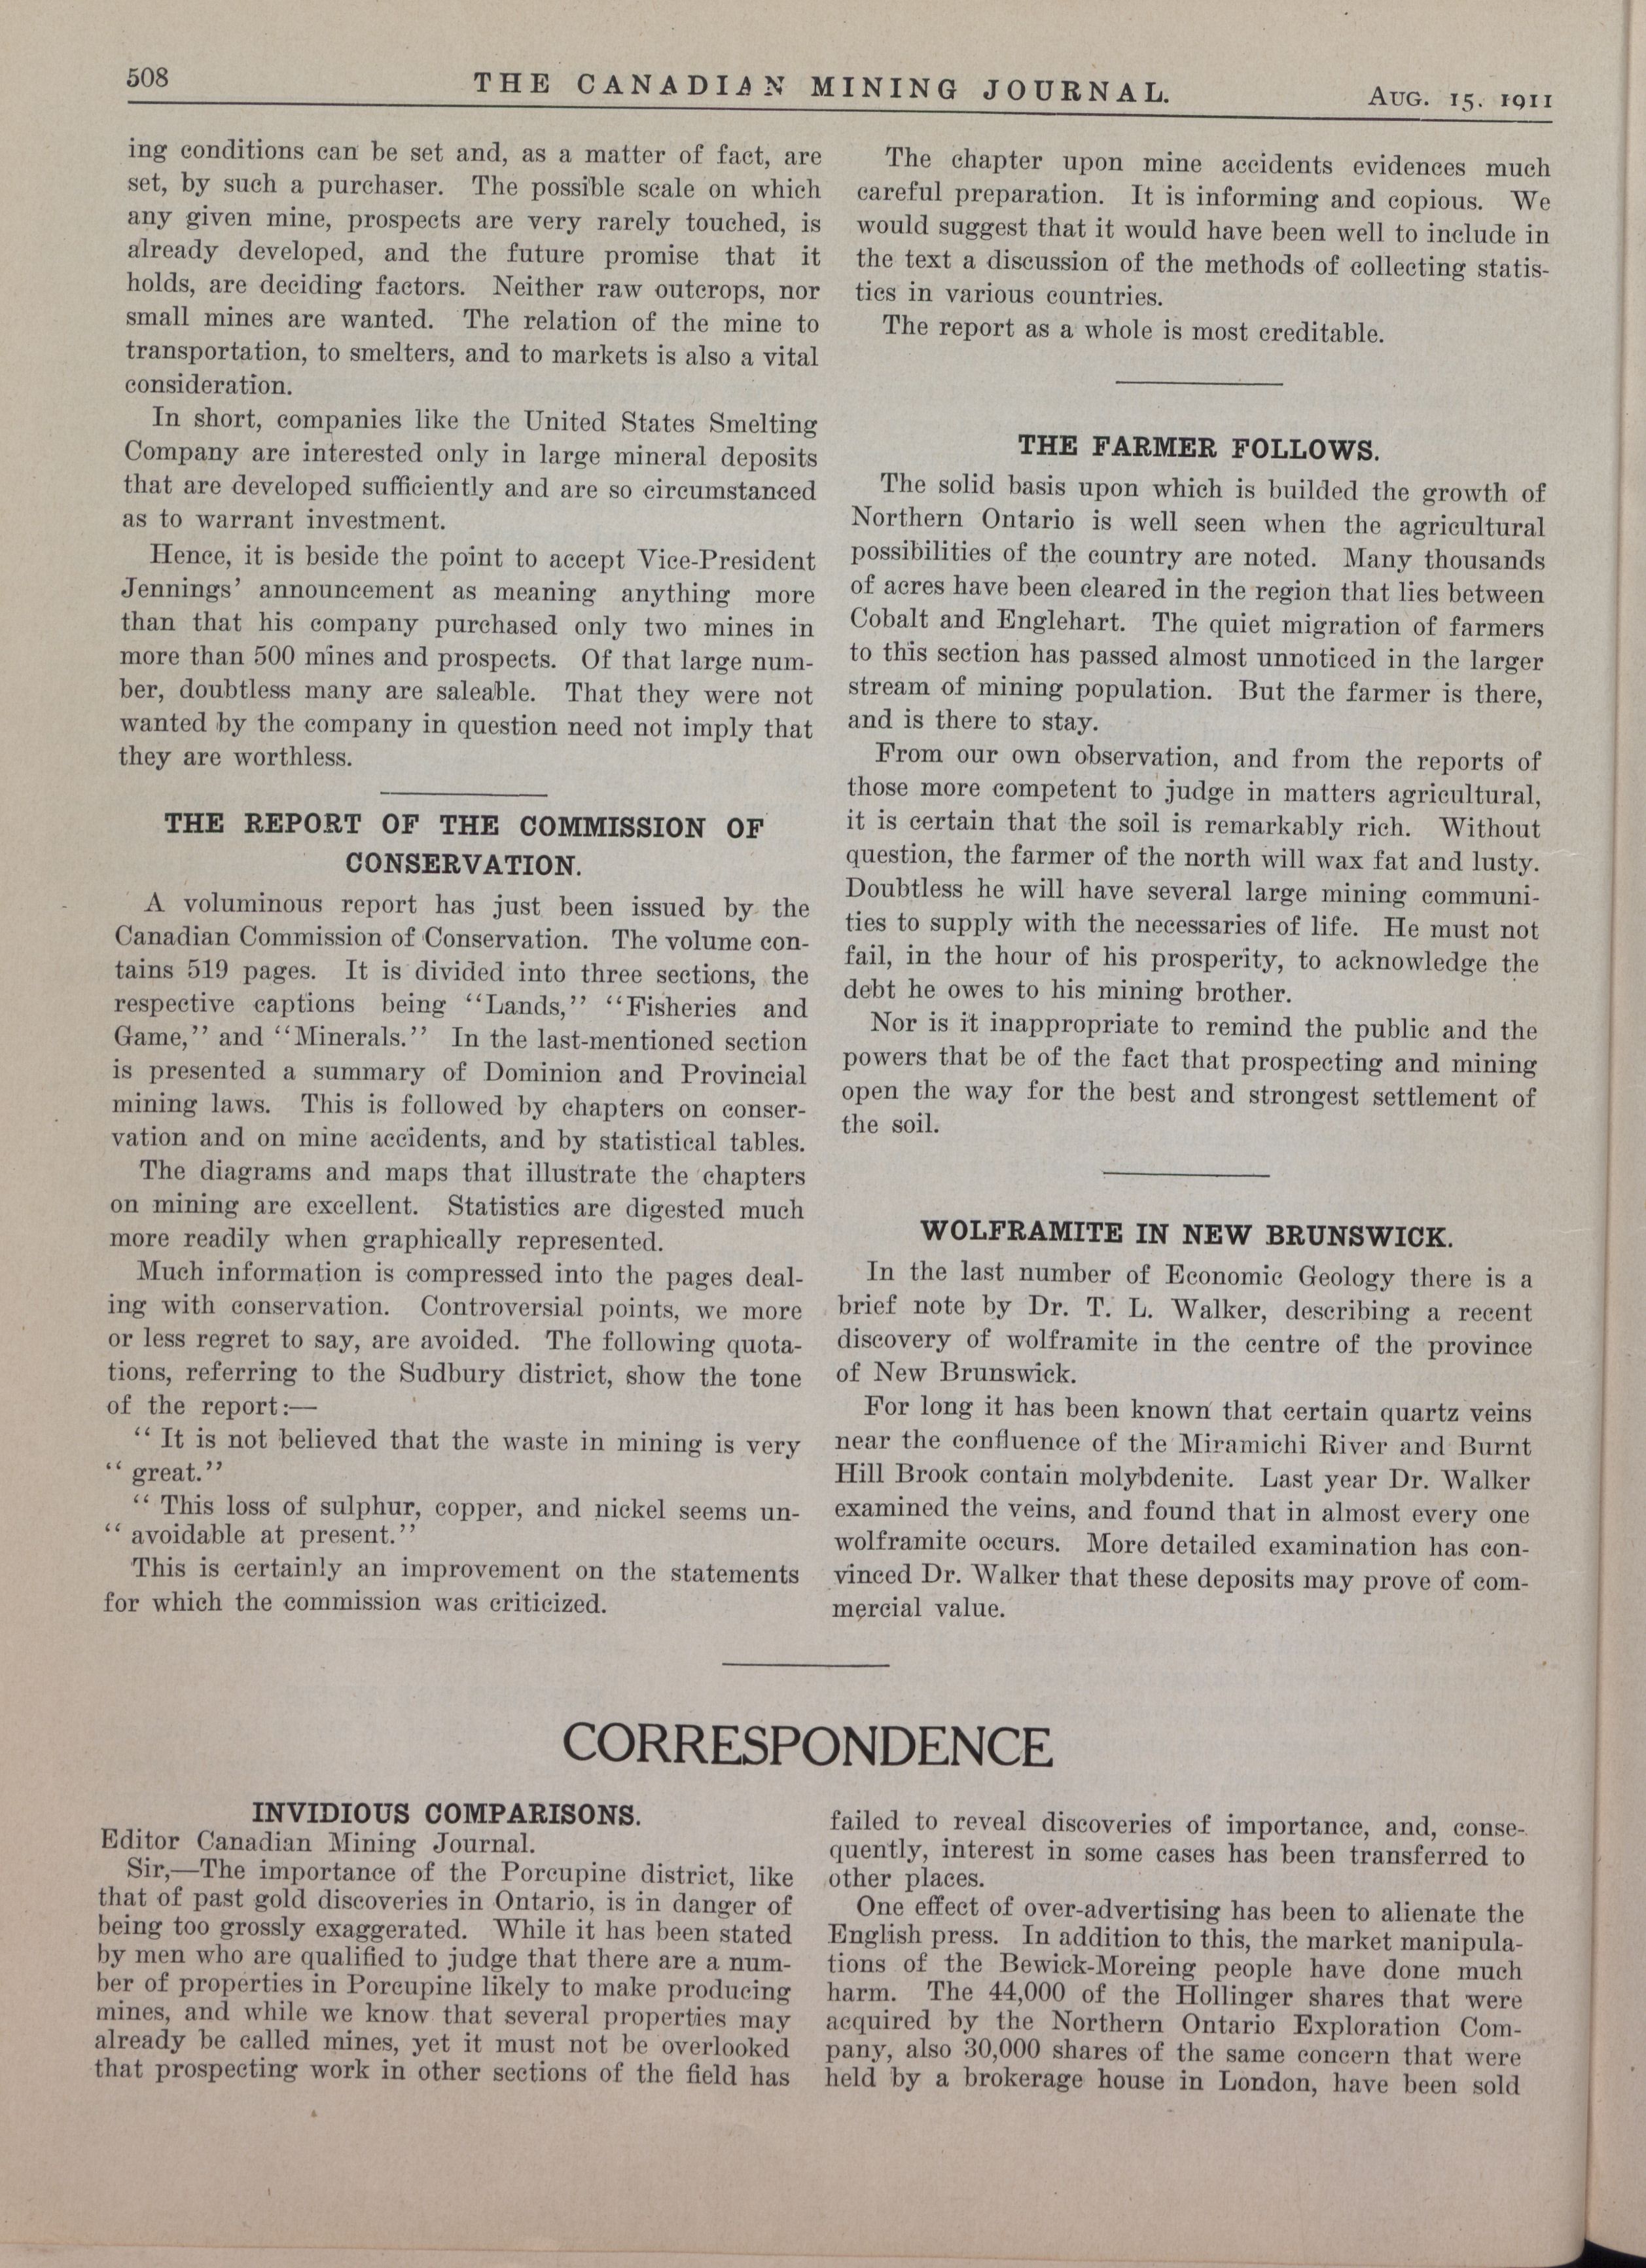 508
THE CANADIAN MINING JOURNAL.
AUG. 15. 1911
ing conditions can be set and, as a matter of fact, are
set, by such a purchaser. The possible scale on which
any given mine, prospects are very rarely touched, is
already developed, and the future promise that it
holds, are deciding factors. Neither raw outcrops, nor
small mines are wanted. The relation of the mine to
transportation, to smelters, and to markets is also a vital
consideration.
In short, companies like the United States Smelting
Company are interested only in large mineral deposits
that are developed sufficiently and are so circumstanced
as to warrant investment.
Hence, it is beside the point to accept Vice-President
Jennings' announcement as meaning anything more
than that his company purchased only two mines in
more than 500 mines and prospects. Of that large num-
ber, doubtless many are saleable. That they were not
wanted by the company in question need not imply that
they are worthless.
THE REPORT OF THE COMMISSION OF
CONSERVATION.
A voluminous report has just been issued by the
Canadian Commission of Conservation. The volume con-
tains 519 pages. It is divided into three sections, the
respective captions being ''Lands,'' ''Fisheries and
Game,'' and ''Minerals.'' In the last-mentioned section
is presented a summary of Dominion and Provincial
mining laws. This is followed by chapters on conser-
vation and on mine accidents, and by statistical tables.
The diagrams and maps that illustrate the chapters
on mining are excellent. Statistics are digested much
more readily when graphically represented.
Much information is compressed into the pages deal-
ing with conservation. Controversial points, we more
or less regret to say, are avoided. The following quota-
tions, referring to the Sudbury district, show the tone
of the report:—
'' It is not believed that the waste in mining is very
'' great.''
'' This loss of sulphur, copper, and nickel seems un-
'' avoidable at present.''
This is certainly an improvement on the statements
for which the commission was criticized.
The chapter upon mine accidents evidences much
careful preparation. It is informing and copious. We
would suggest that it would have been well to include in
the text a discussion of the methods of collecting statis-
tics in various countries.
The report as a whole is most creditable.
THE FARMER FOLLOWS.
The solid basis upon which is builded the growth of
Northern Ontario is well seen when the agricultural
possibilities of the country are noted. Many thousands
of acres have been cleared in the region that lies between
Cobalt and Englehart. The quiet migration of farmers
to this section has passed almost unnoticed in the larger
stream of mining population. But the farmer is there,
and is there to stay.
From our own observation, and from the reports of
those more competent to judge in matters agricultural,
it is certain that the soil is remarkably rich. Without
question, the farmer of the north will wax fat and lusty.
Doubtless he will have several large mining communi-
ties to supply with the necessaries of life. He must not
fail, in the hour of his prosperity, to acknowledge the
debt he owes to his mining brother.
Nor is it inappropriate to remind the public and the
powers that be of the fact that prospecting and mining
open the way for the best and strongest settlement of
the soil.
WOLFRAMITE IN NEW BRUNSWICK.
In the last number of Economic Geology there is a
brief note by Dr. T. L. Walker, describing a recent
discovery of wolframite in the centre of the province
of New Brunswick.
For long it has been known that certain quartz veins
near the confluence of the Miramichi River and Burnt
Hill Brook contain molybdenite. Last year Dr. Walker
examined the veins, and found that in almost every one
wolframite occurs. More detailed examination has con-
vinced Dr. Walker that these deposits may prove of com-
mercial value.
CORRESPONDENCE
INVIDIOUS COMPARISONS.
Editor Canadian Mining Journal.
Sir,—The importance of the Porcupine district, like
that of past gold discoveries in Ontario, is in danger of
being too grossly exaggerated. While it has been stated
by men who are qualified to judge that there are a num-
ber of properties in Porcupine likely to make producing
mines, and while we know that several properties may
already be called mines, yet it must not be overlooked
that prospecting work in other sections of the field has
failed to reveal discoveries of importance, and, conse-
quently, interest in some cases has been transferred to
other places.
One effect of over-advertising has been to alienate the
English press. In addition to this, the market manipula-
tions of the Bewick-Moreing people have done much
harm. The 44,000 of the Hollinger shares that were
acquired by the Northern Ontario Exploration Com-
pany, also 30,000 shares of the same concern that were
held by a brokerage house in London, have been sold